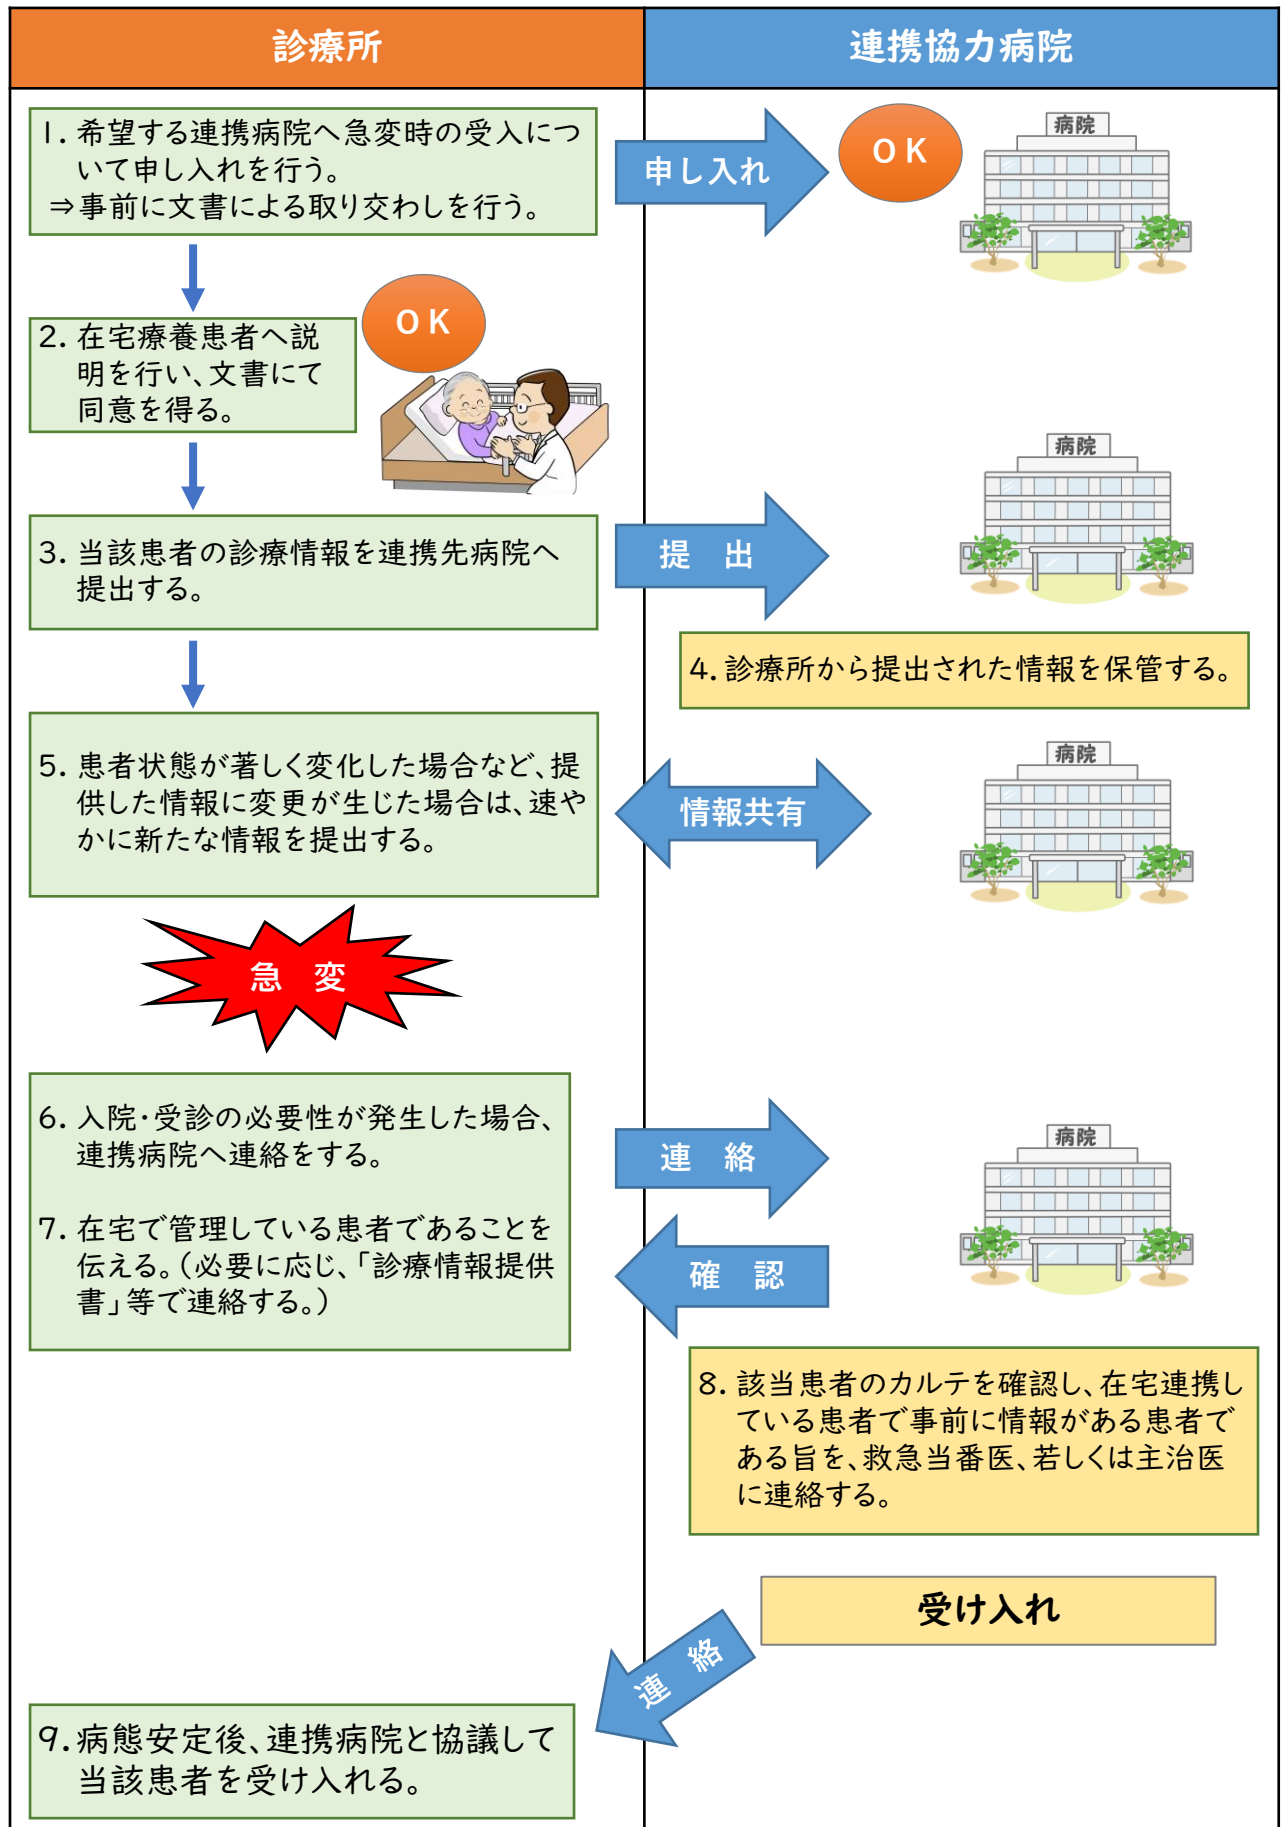 診療所
連携協力病院
1. 希望する連携病院へ急変時の受入につ
いて申し入れを行う。
⇒事前に文書による取り交わしを行う。
申し入れ
ＯＫ
病院
ＯＫ
2. 在宅療養患者へ説
明を行い、文書にて
同意を得る。
病院
3. 当該患者の診療情報を連携先病院へ
提出する。
提　出
4. 診療所から提出された情報を保管する。
5. 患者状態が著しく変化した場合など、提
供した情報に変更が生じた場合は、速や
かに新たな情報を提出する。
情報共有
病院
急　変
6. 入院・受診の必要性が発生した場合、
連携病院へ連絡をする。
連　絡
病院
7. 在宅で管理している患者であることを
伝える。（必要に応じ、「診療情報提供
書」等で連絡する。）
確　認
8. 該当患者のカルテを確認し、在宅連携し
ている患者で事前に情報がある患者で
ある旨を、救急当番医、若しくは主治医
に連絡する。
受け入れ
連　絡
9. 病態安定後、連携病院と協議して
当該患者を受け入れる。